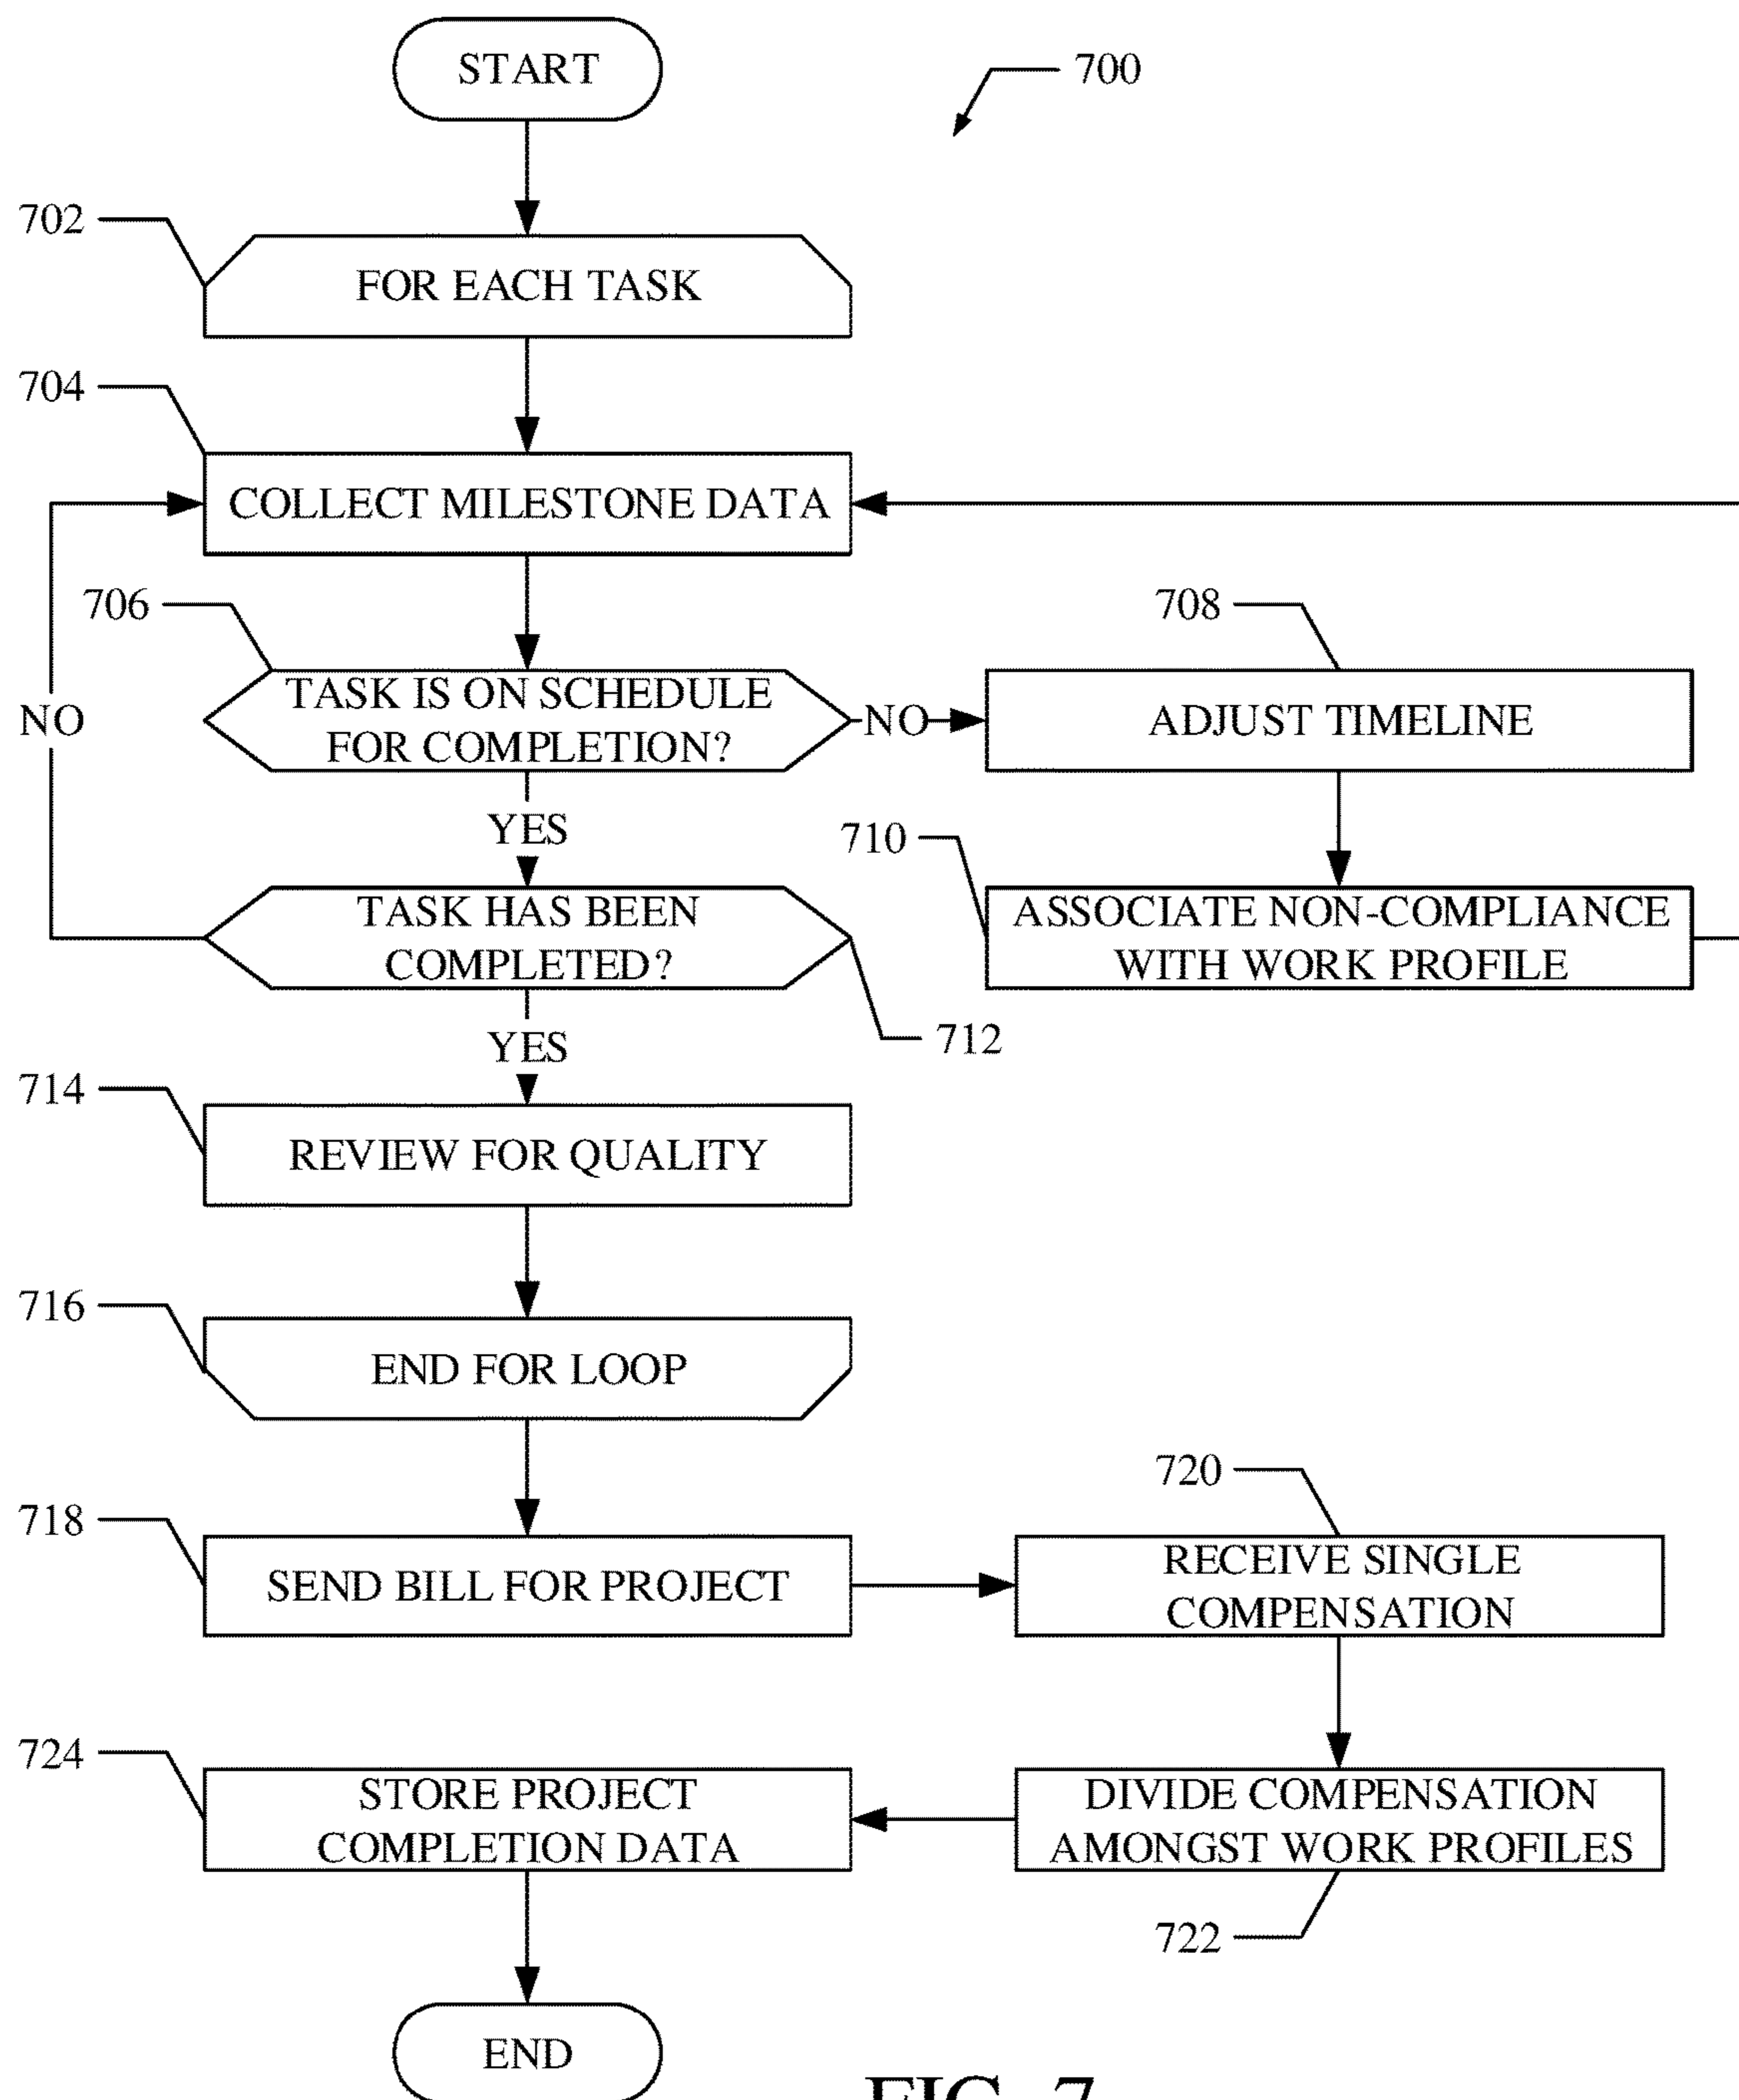 START
700
702
FOR EACH TASK
704
COLLECT MILESTONE DATA
706
708
TASK IS ON SCHEDULE
FOR COMPLETION?
NO
ADJUST TIMELINE
NO
YES
710
TASK HAS BEEN
COMPLETED?
ASSOCIATE NON-COMPLIANCE
WITH WORK PROFILE
712
YES
714
REVIEW FOR QUALITY
716
END FOR LOOP
718
720
SEND BILL FOR PROJECT
RECEIVE SINGLE
COMPENSATION
724
STORE PROJECT
COMPLETION DATA
DIVIDE COMPENSATION
AMONGST WORK PROFILES
722
END
FIG. 7